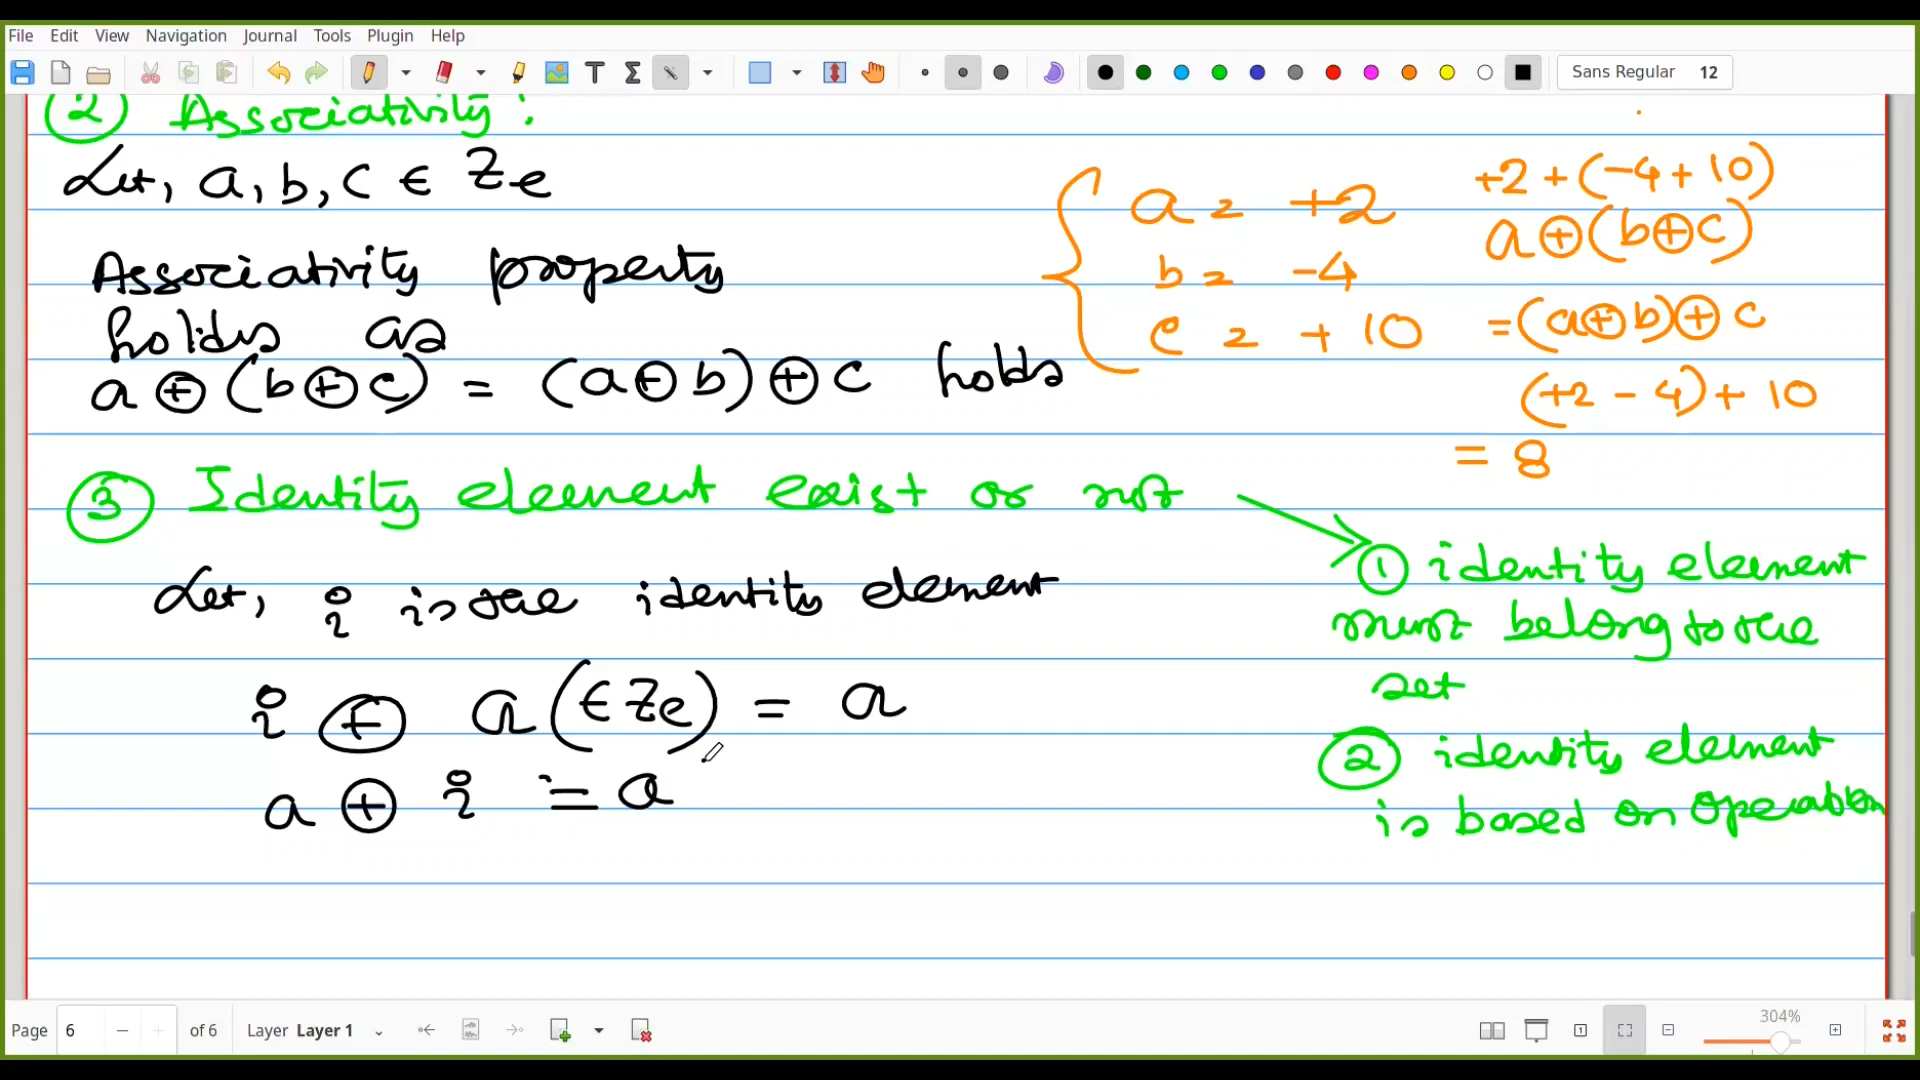 File Edit View Navigation Journal Tools Plugin Help
Sans Regular 12
② Associativity:
Let, a, b, c ∈ Ze
Associativity property
holds as
a ⊕ (b ⊕ c) = (a ⊕ b) ⊕ c holds
a = +2
b = -4
c = +10
+2 + (-4 + 10)
a ⊕ (b ⊕ c)
= (a ⊕ b) ⊕ c
(+2 - 4) + 10
= 8
③ Identity element exist or not
① identity element
must belong to the
set
② identity element
is based on operation
Let, i is the identity element
i ⊕ a (∈ Ze) = a
a ⊕ i = a
Page 6 of 6 Layer Layer 1
304%